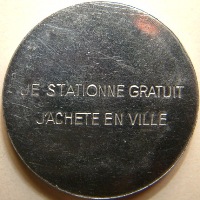 JE STATIONNE GRATUIT
J'ACHETE EN VILLE